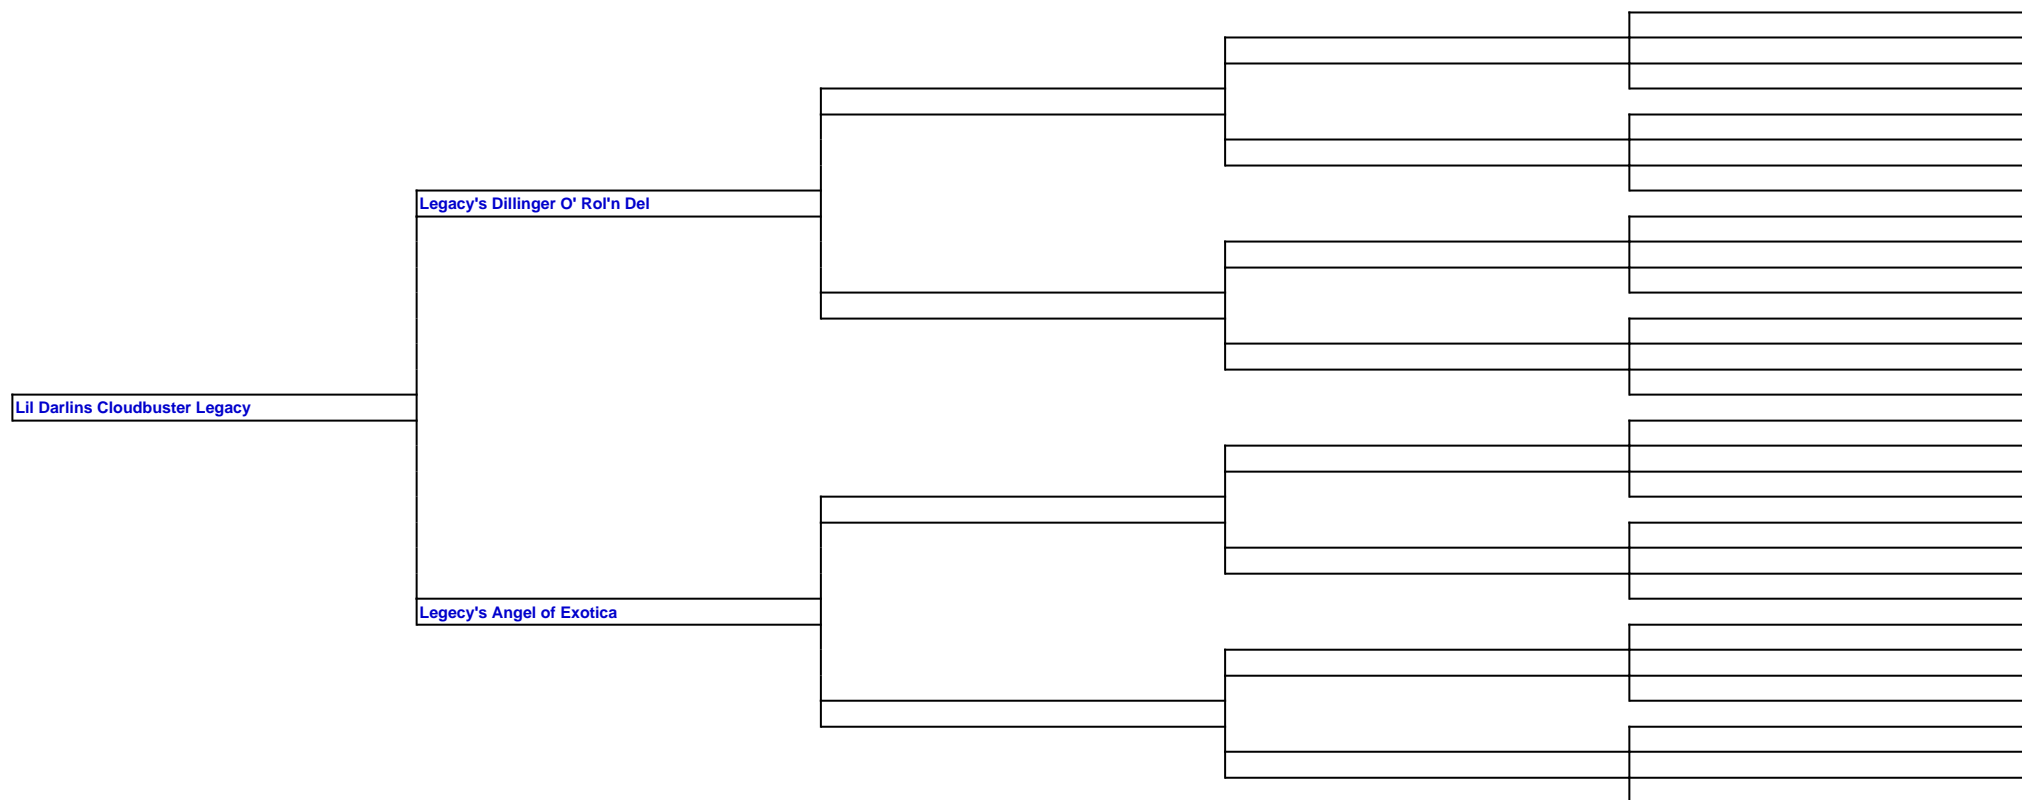 Legacy's Dillinger O' Rol'n Del
Lil Darlins Cloudbuster Legacy
Legecy's Angel of Exotica